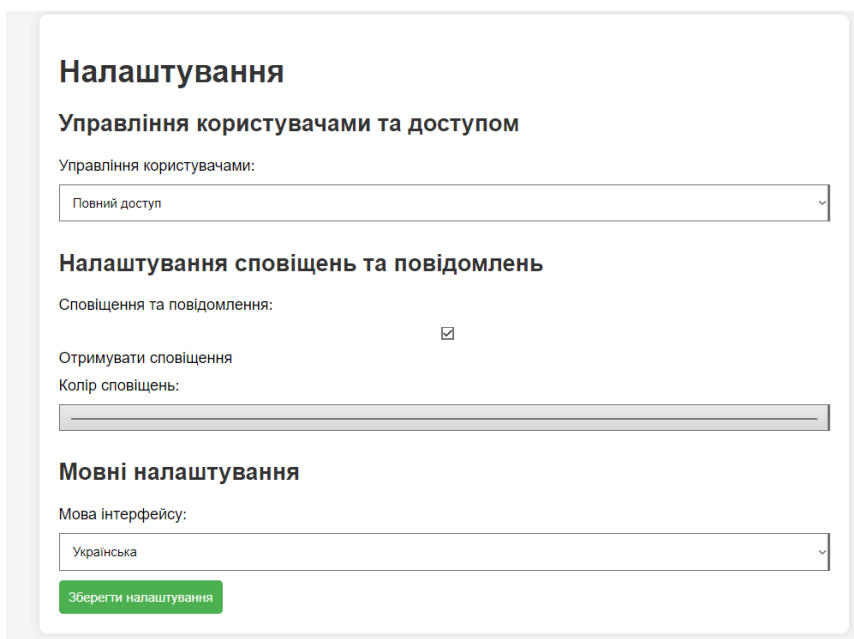 Налаштування
Управління користувачами та доступом
Управління користувачами:
Повний доступ
Налаштування сповіщень та повідомлень
Сповіщення та повідомлення:
Отримувати сповіщення
Колір сповіщень:
Мовні налаштування
Мова інтерфейсу:
Українська
Зберегти налаштування